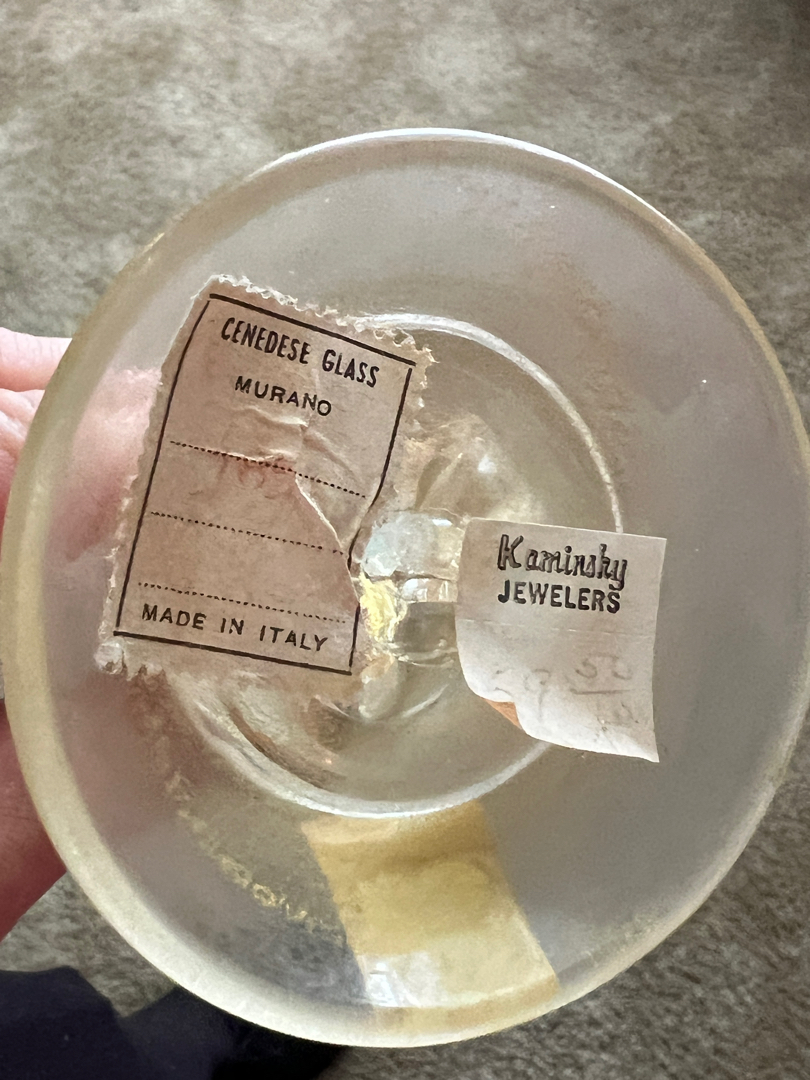 CENEDESE GLASS
MURANO
MADE IN ITALY
Kaminsky
JEWELERS